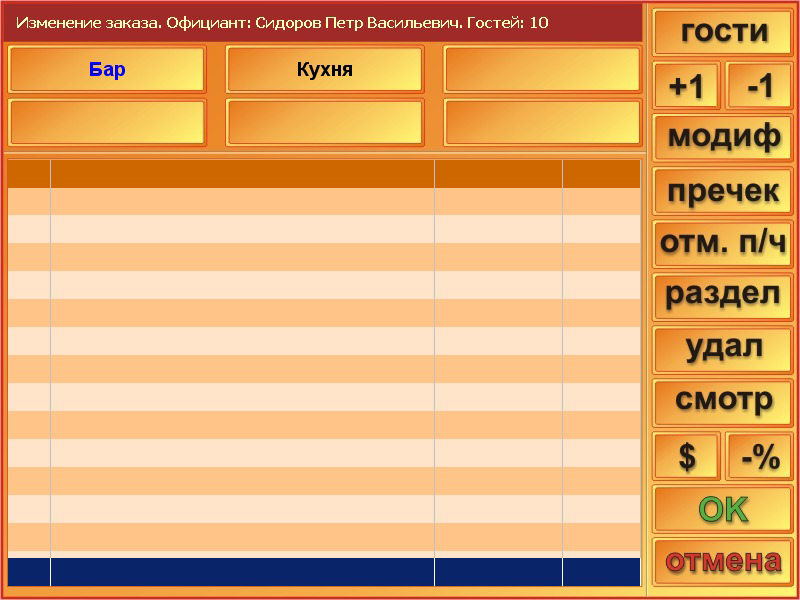 Изменение заказа. Официант: Сидоров Петр Васильевич. Гостей: 10
Бар
Кухня
гости
+1
-1
модиф
пречек
отм. п/ч
раздел
удал
смотр
$
-%
OK
отмена